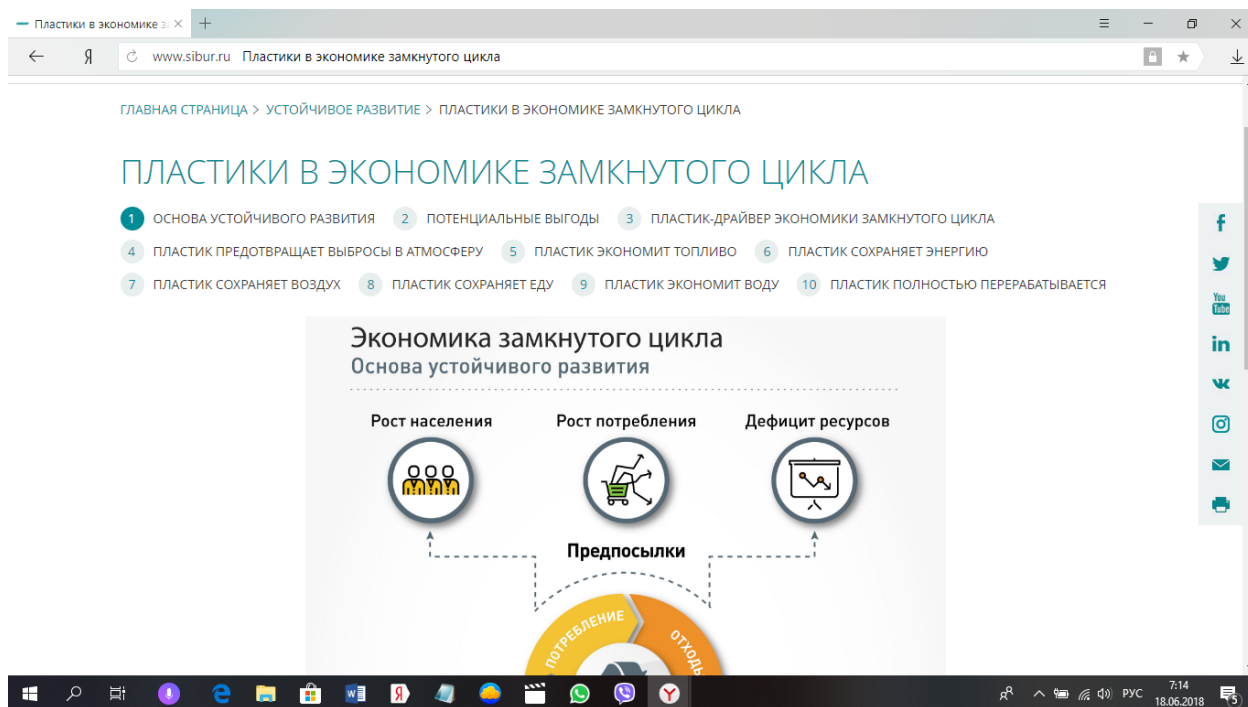 Пластики в экономике з
www.sibur.ru Пластики в экономике замкнутого цикла
ГЛАВНАЯ СТРАНИЦА > УСТОЙЧИВОЕ РАЗВИТИЕ > ПЛАСТИКИ В ЭКОНОМИКЕ ЗАМКНУТОГО ЦИКЛА
ПЛАСТИКИ В ЭКОНОМИКЕ ЗАМКНУТОГО ЦИКЛА
1 ОСНОВА УСТОЙЧИВОГО РАЗВИТИЯ 2 ПОТЕНЦИАЛЬНЫЕ ВЫГОДЫ 3 ПЛАСТИК-ДРАЙВЕР ЭКОНОМИКИ ЗАМКНУТОГО ЦИКЛА
4 ПЛАСТИК ПРЕДОТВРАЩАЕТ ВЫБРОСЫ В АТМОСФЕРУ 5 ПЛАСТИК ЭКОНОМИТ ТОПЛИВО 6 ПЛАСТИК СОХРАНЯЕТ ЭНЕРГИЮ
7 ПЛАСТИК СОХРАНЯЕТ ВОЗДУХ 8 ПЛАСТИК СОХРАНЯЕТ ЕДУ 9 ПЛАСТИК ЭКОНОМИТ ВОДУ 10 ПЛАСТИК ПОЛНОСТЬЮ ПЕРЕРАБАТЫВАЕТСЯ
You Tube
Экономика замкнутого цикла
Основа устойчивого развития
Рост населения Рост потребления Дефицит ресурсов
Предпосылки
ПОТРЕБЛЕНИЕ ОТХОДЫ
РУС 7:14
18.06.2018 5